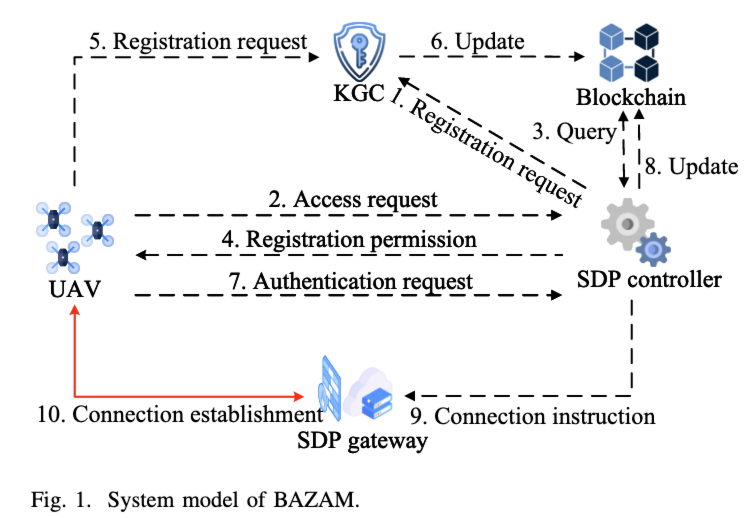 5. Registration request
6. Update
KGC
1. Registration request
Blockchain
3. Query
8. Update
2. Access request
4. Registration permission
7. Authentication request
UAV
SDP controller
10. Connection establishment
9. Connection instruction
SDP gateway
Fig. 1. System model of BAZAM.